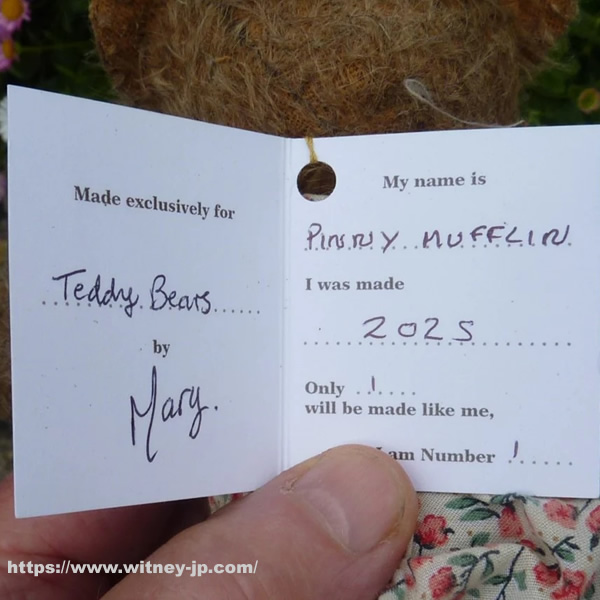 Made exclusively for
Teddy Bears
by
Mary.
My name is
PINNY MUFFLIN.
I was made
2025
Only 1
will be made like me,
I am Number 1
https://www.witney-jp.com/